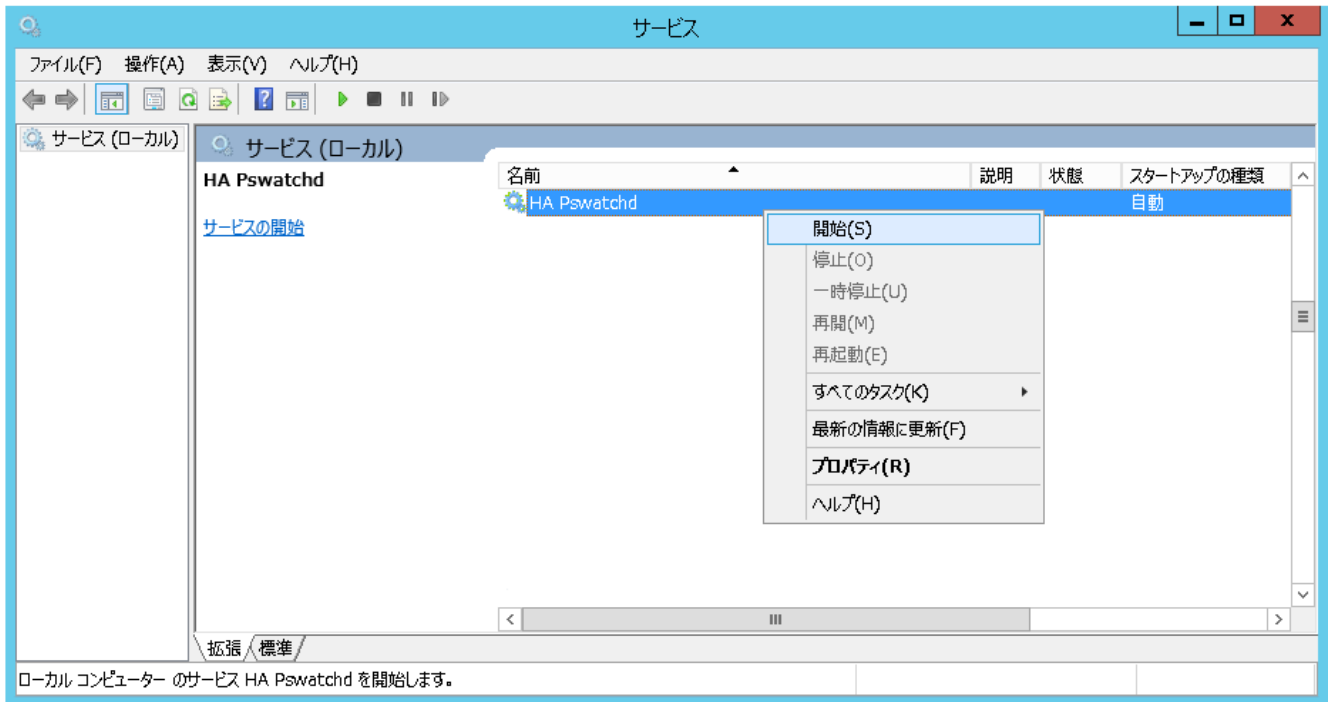 サービス
ファイル(F) 操作(A) 表示(V) ヘルプ(H)
サービス (ローカル)
サービス (ローカル)
HA Pswatchd
サービスの開始
名前 説明 状態 スタートアップの種類
HA Pswatchd 自動
開始(S)
停止(O)
一時停止(U)
再開(M)
再起動(E)
すべてのタスク(K)
最新の情報に更新(F)
プロパティ(R)
ヘルプ(H)
拡張 標準
ローカル コンピューター のサービス HA Pswatchd を開始します。